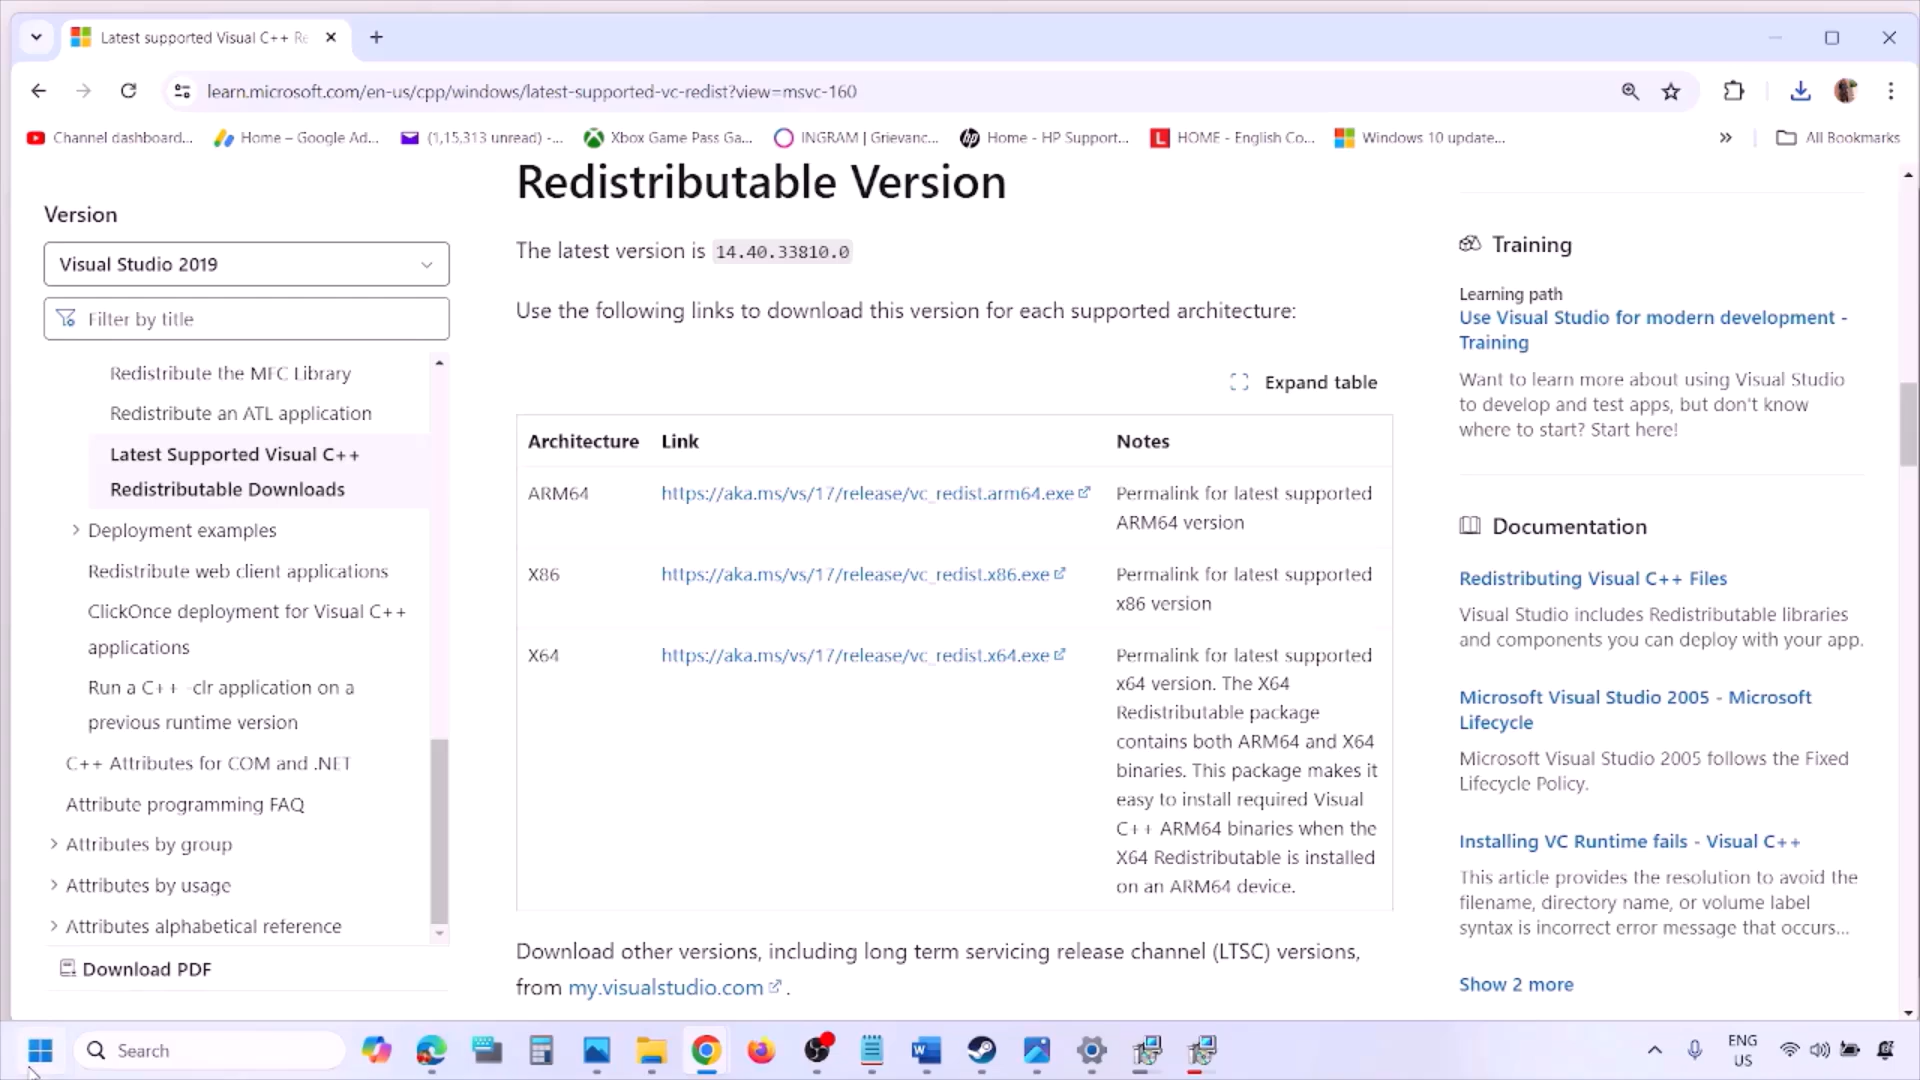 Latest supported Visual C++ Re
learn.microsoft.com/en-us/cpp/windows/latest-supported-vc-redist?view=msvc-160
Channel dashboard...
Home – Google Ad...
(1,15,313 unread) -...
Xbox Game Pass Ga...
INGRAM | Grievanc...
Home - HP Support...
HOME - English Co...
Windows 10 update...
All Bookmarks
Version
Visual Studio 2019
Filter by title
Redistribute the MFC Library
Redistribute an ATL application
Latest Supported Visual C++
Redistributable Downloads
Deployment examples
Redistribute web client applications
ClickOnce deployment for Visual C++
applications
Run a C++ -clr application on a
previous runtime version
C++ Attributes for COM and .NET
Attribute programming FAQ
Attributes by group
Attributes by usage
Attributes alphabetical reference
Download PDF
Redistributable Version
The latest version is 14.40.33810.0
Use the following links to download this version for each supported architecture:
Expand table
Architecture Link Notes
ARM64 https://aka.ms/vs/17/release/vc_redist.arm64.exe Permalink for latest supported
ARM64 version
X86 https://aka.ms/vs/17/release/vc_redist.x86.exe Permalink for latest supported
x86 version
X64 https://aka.ms/vs/17/release/vc_redist.x64.exe Permalink for latest supported
x64 version. The X64
Redistributable package
contains both ARM64 and X64
binaries. This package makes it
easy to install required Visual
C++ ARM64 binaries when the
X64 Redistributable is installed
on an ARM64 device.
Download other versions, including long term servicing release channel (LTSC) versions,
from my.visualstudio.com .
Training
Learning path
Use Visual Studio for modern development -
Training
Want to learn more about using Visual Studio
to develop and test apps, but don't know
where to start? Start here!
Documentation
Redistributing Visual C++ Files
Visual Studio includes Redistributable libraries
and components you can deploy with your app.
Microsoft Visual Studio 2005 - Microsoft
Lifecycle
Microsoft Visual Studio 2005 follows the Fixed
Lifecycle Policy.
Installing VC Runtime fails - Visual C++
This article provides the resolution to avoid the
filename, directory name, or volume label
syntax is incorrect error message that occurs...
Show 2 more
Search
ENG
US